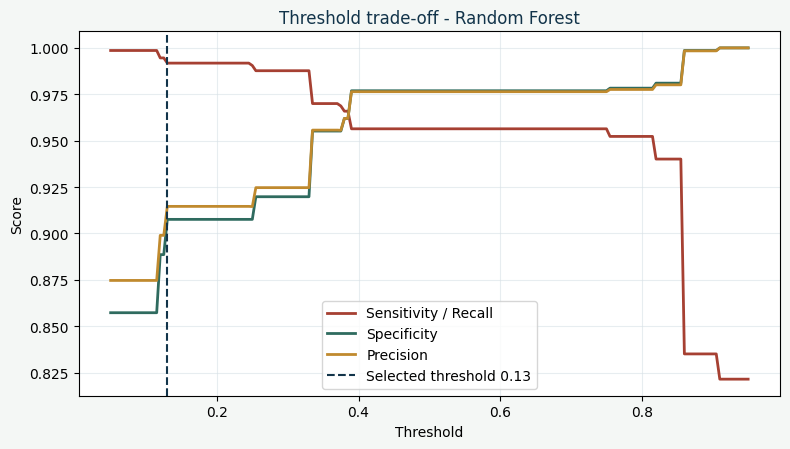 Threshold trade-off - Random Forest
1.000
0.975
0.950
0.925
0.900
0.875
0.850
0.825
Score
Sensitivity / Recall
Specificity
Precision
Selected threshold 0.13
0.2 0.4 0.6 0.8
Threshold